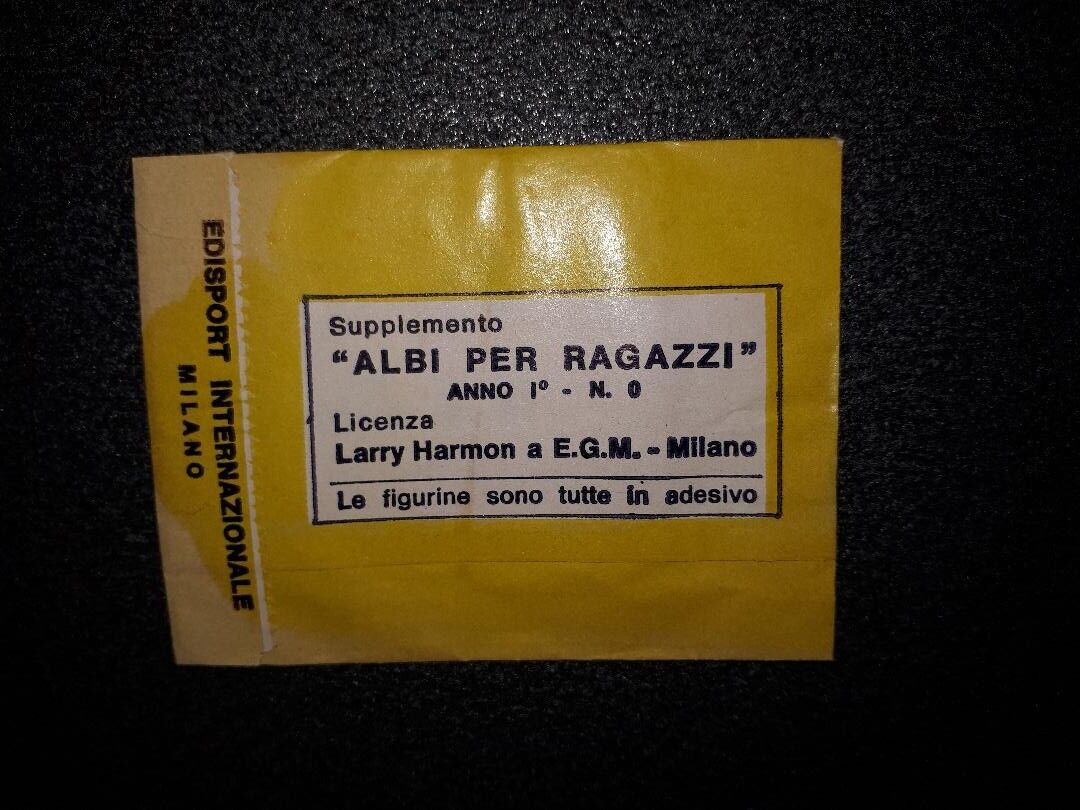 EDISPORT INTERNAZIONALE
MILANO
Supplemento
“ALBI PER RAGAZZI”
ANNO I° - N. 0
Licenza
Larry Harmon a E.G.M. - Milano
Le figurine sono tutte in adesivo